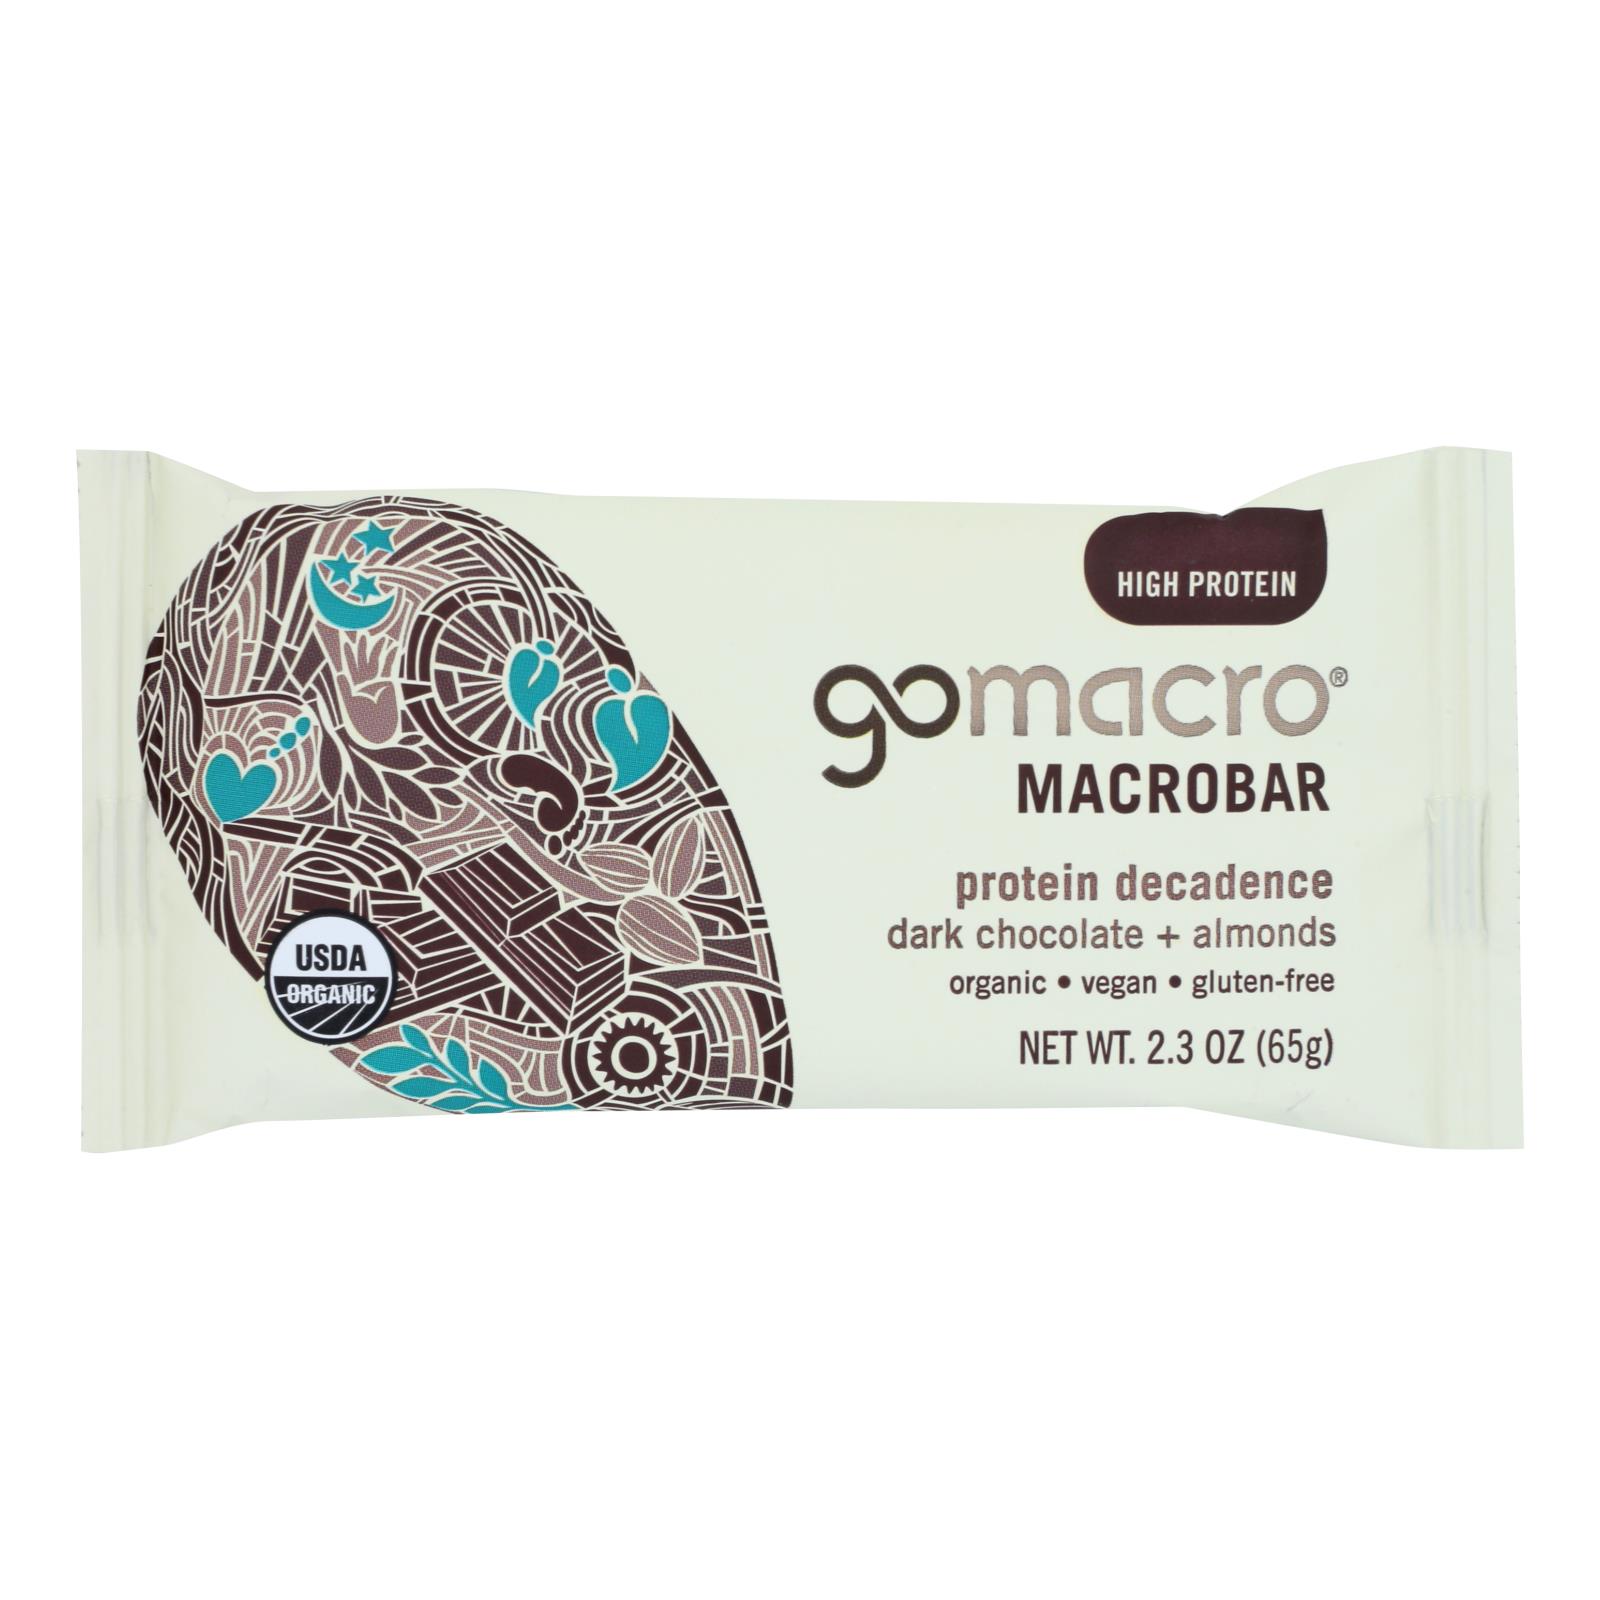 HIGH PROTEIN
gomacro®
MACROBAR
protein decadence
dark chocolate + almonds
organic • vegan • gluten-free
NET WT. 2.3 OZ (65g)
USDA
ORGANIC